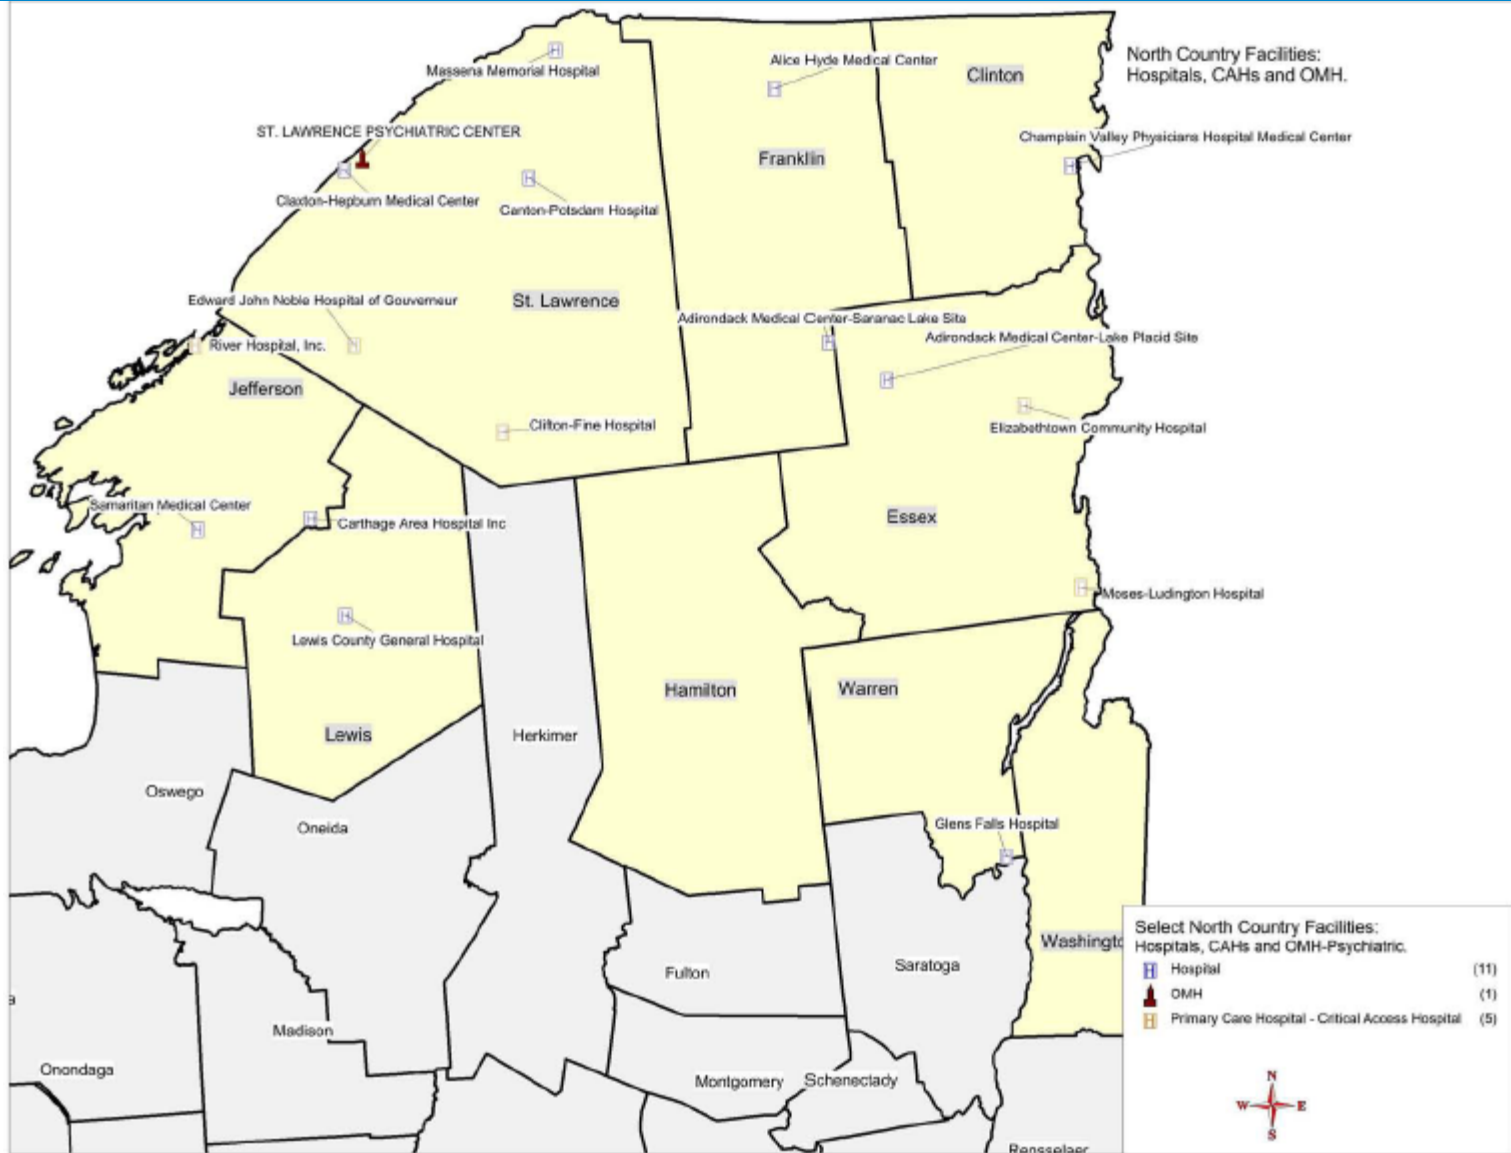 North Country Facilities:
Hospitals, CAHs and OMH.
Massena Memorial Hospital
Alice Hyde Medical Center
Clinton
ST. LAWRENCE PSYCHIATRIC CENTER
Champlain Valley Physicians Hospital Medical Center
Franklin
Claxton-Hepburn Medical Center
Canton-Potsdam Hospital
Edward John Noble Hospital of Gouverneur
St. Lawrence
Adirondack Medical Center-Saranac Lake Site
River Hospital, Inc.
Adirondack Medical Center-Lake Placid Site
Jefferson
Clifton-Fine Hospital
Elizabethtown Community Hospital
Samaritan Medical Center
Carthage Area Hospital Inc
Essex
Moses-Ludington Hospital
Lewis County General Hospital
Hamilton
Warren
Lewis
Herkimer
Oswego
Oneida
Glens Falls Hospital
Washingto
Saratoga
Fulton
a
Madison
Onondaga
Montgomery
Schenectady
Rensselaer
Select North Country Facilities:
Hospitals, CAHs and OMH-Psychiatric.
H Hospital (11)
OMH (1)
H Primary Care Hospital - Critical Access Hospital (5)
N
W E
S